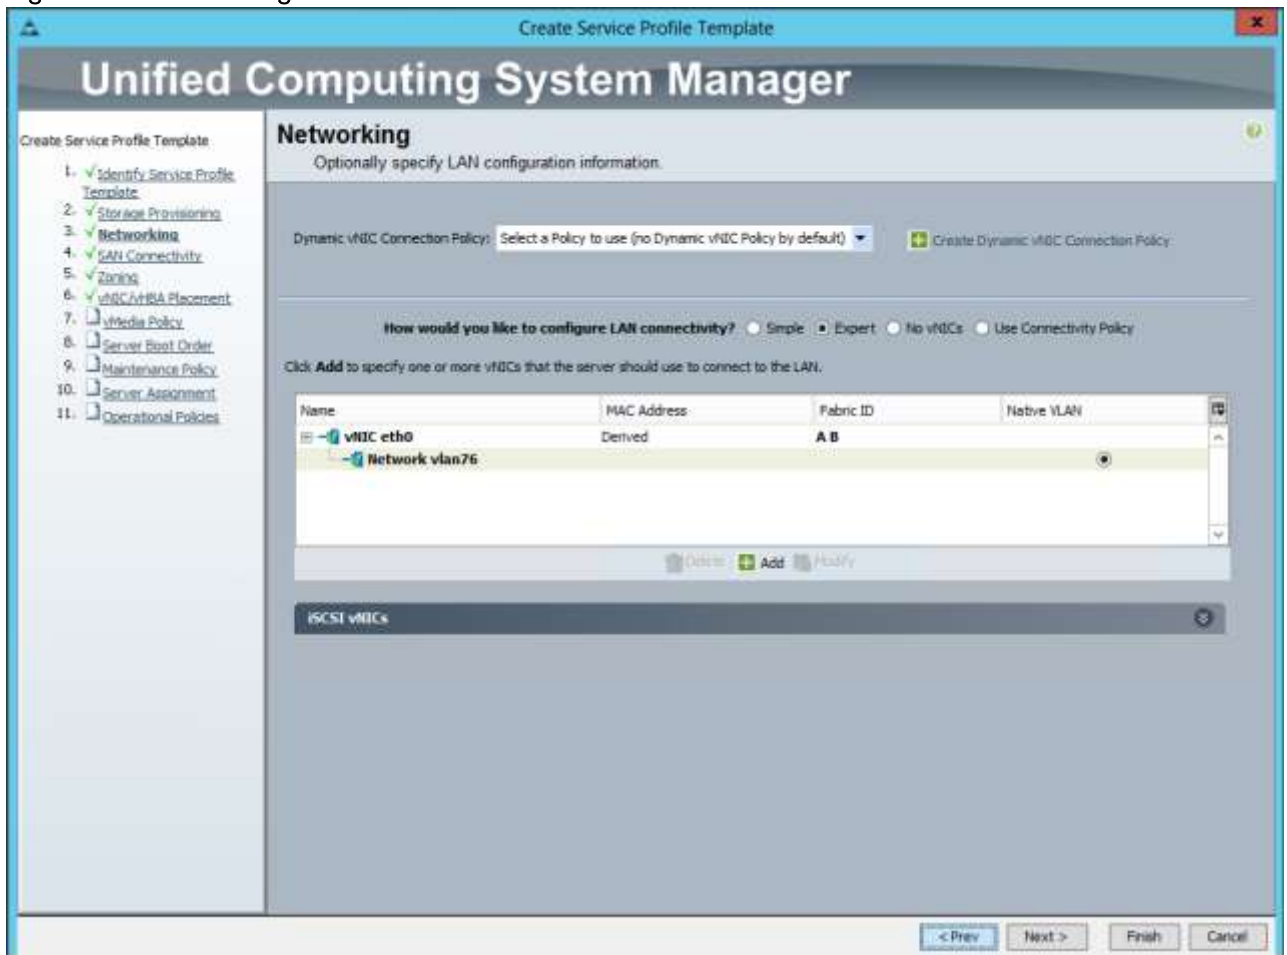 Create Service Profile Template
Unified Computing System Manager
Create Service Profile Template
1. Identify Service Profile
Template
2. Storage Provisioning
3. Networking
4. SAN Connectivity
5. Zoning
6. vNIC/vHBA Placement
7. vMedia Policy
8. Server Boot Order
9. Maintenance Policy
10. Server Assignment
11. Operational Policies
Networking
Optionally specify LAN configuration information.
Dynamic vNIC Connection Policy: Select a Policy to use (no Dynamic vNIC Policy by default) Create Dynamic vNIC Connection Policy
How would you like to configure LAN connectivity? Simple Expert No vNICs Use Connectivity Policy
Click Add to specify one or more vNICs that the server should use to connect to the LAN.
Name MAC Address Fabric ID Native VLAN
vNIC eth0 Derived A B
Network vlan76
Delete Add Modify
iSCSI vNICs
< Prev Next > Finish Cancel